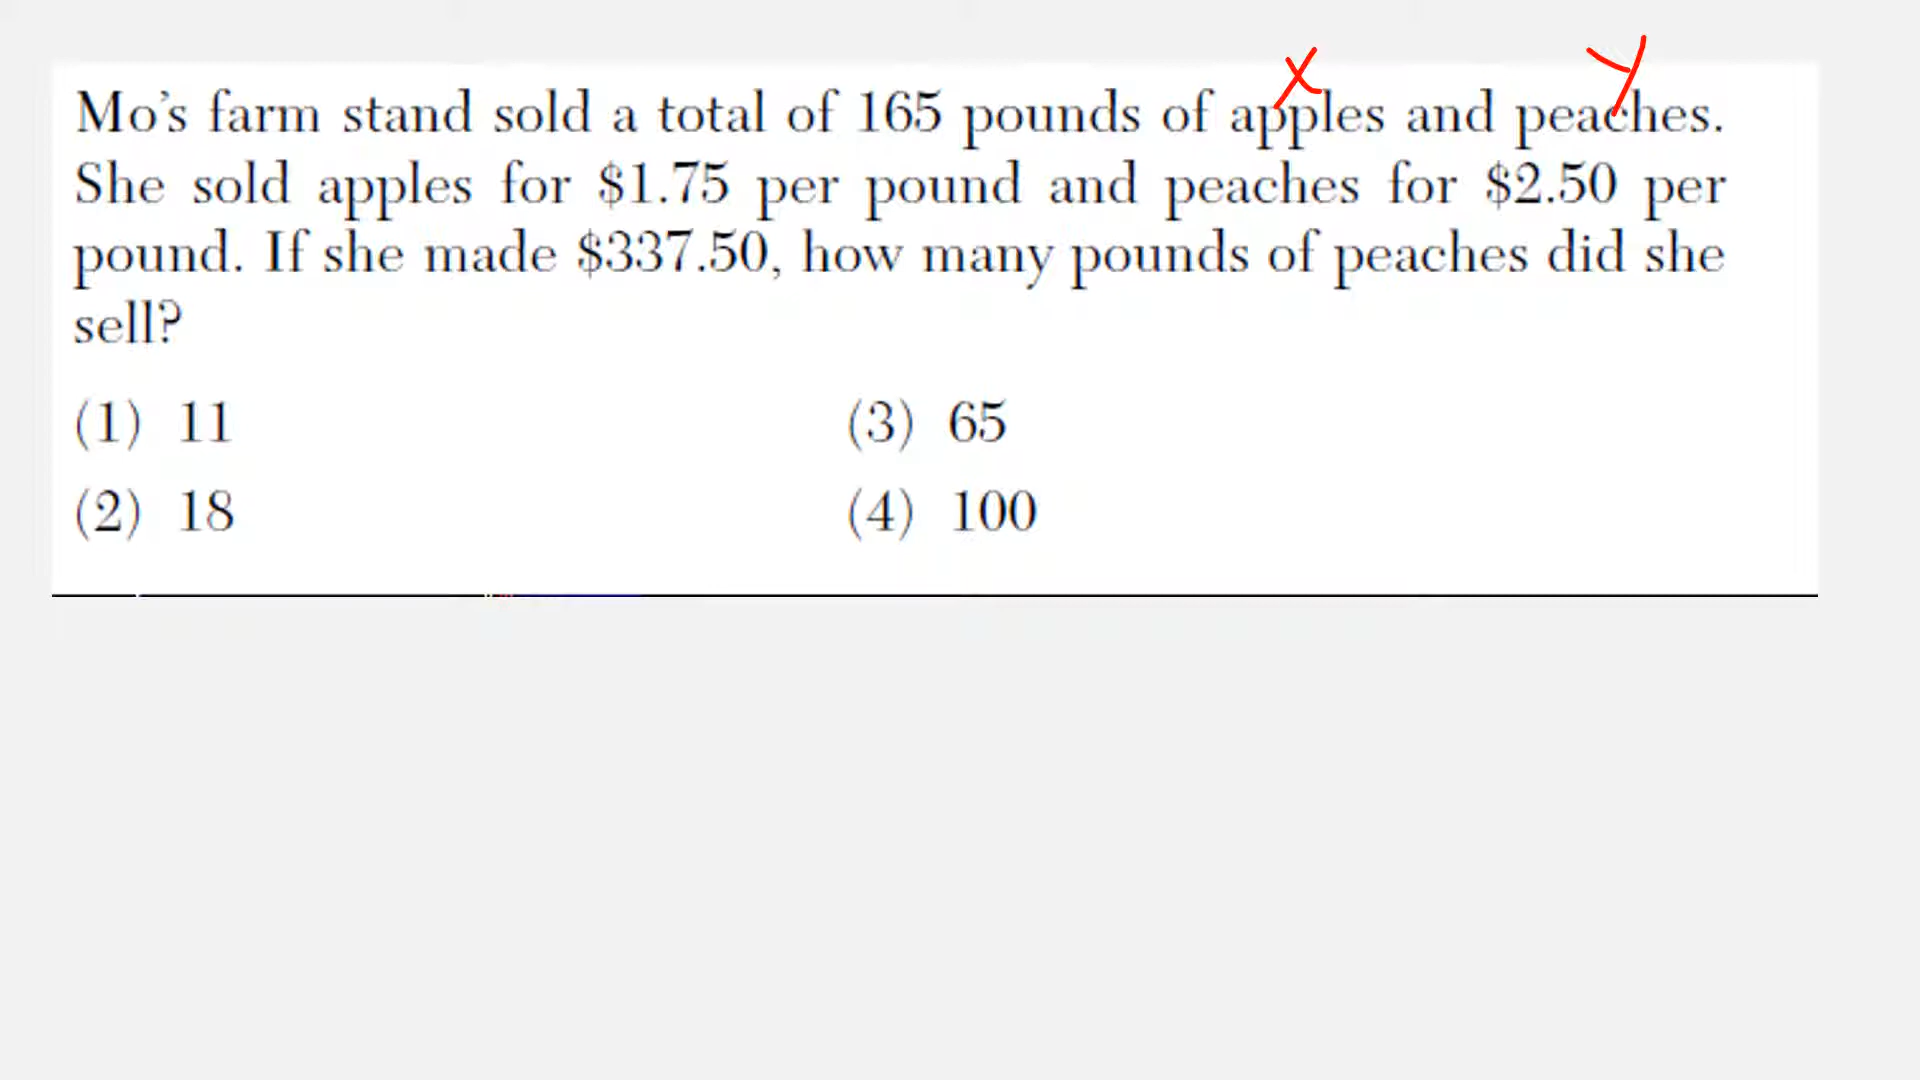 x y
Mo's farm stand sold a total of 165 pounds of apples and peaches.
She sold apples for $1.75 per pound and peaches for $2.50 per
pound. If she made $337.50, how many pounds of peaches did she
sell?
(1) 11 (3) 65
(2) 18 (4) 100